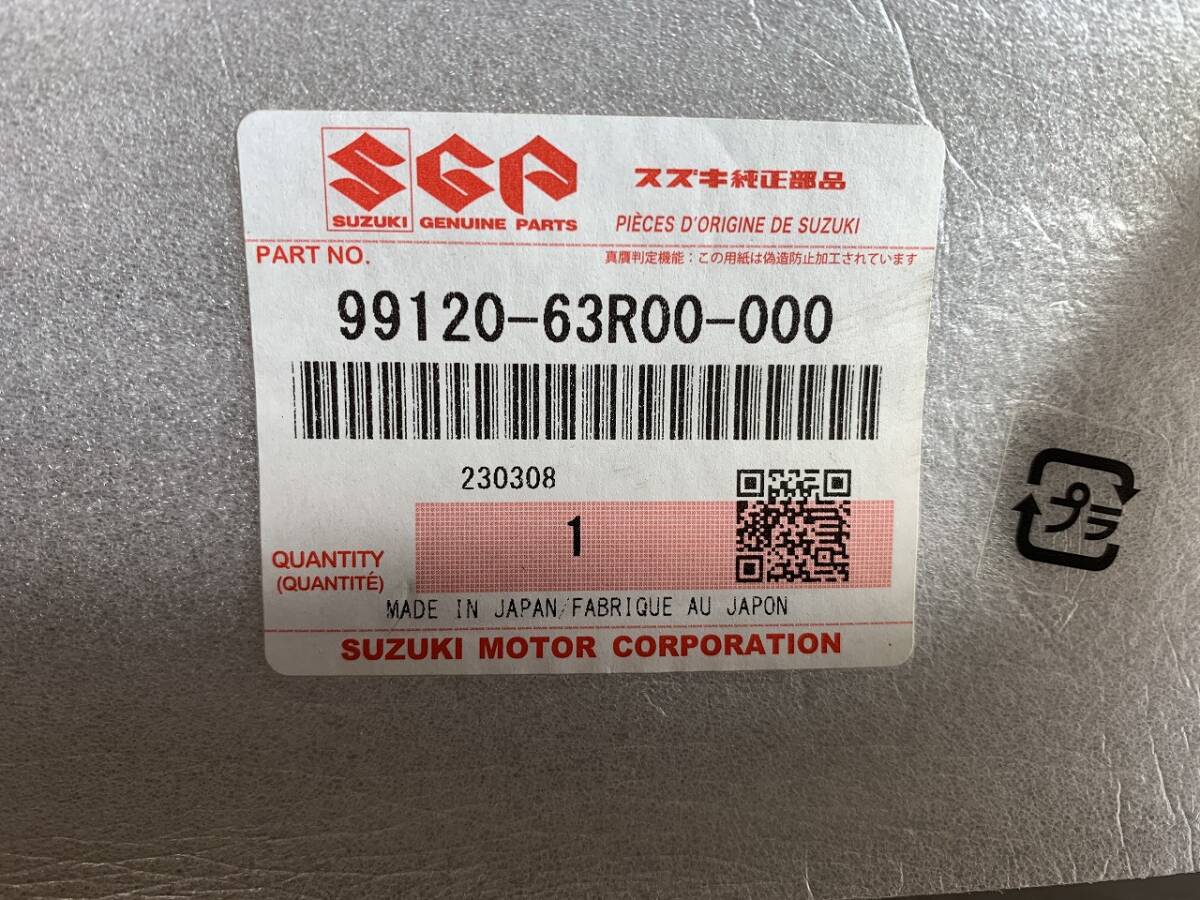 SGP
SUZUKI GENUINE PARTS
スズキ純正部品
PIÈCES D'ORIGINE DE SUZUKI
PART NO.
真贋判定機能：この用紙は偽造防止加工されています
99120-63R00-000
230308
1
QUANTITY
(QUANTITÉ)
MADE IN JAPAN/FABRIQUE AU JAPON
SUZUKI MOTOR CORPORATION
プラ